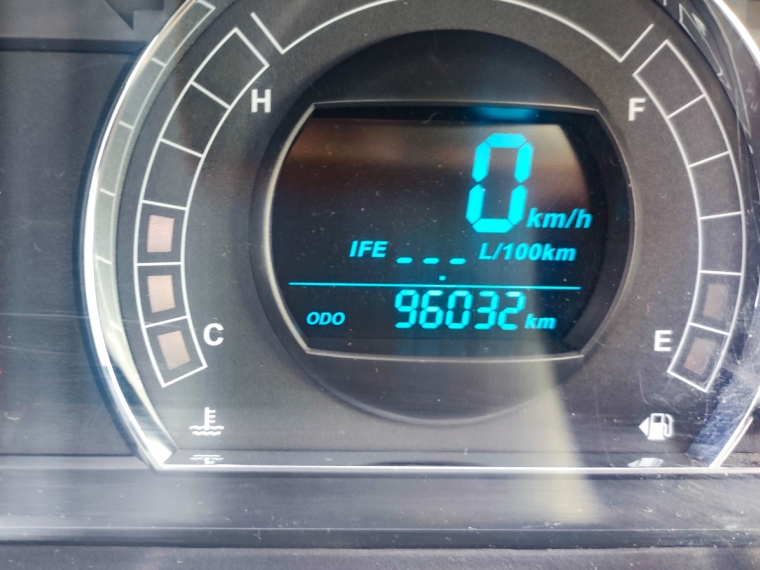 H
F
0 km/h
IFE _ _ _._ L/100km
ODO 96032 km
C
E